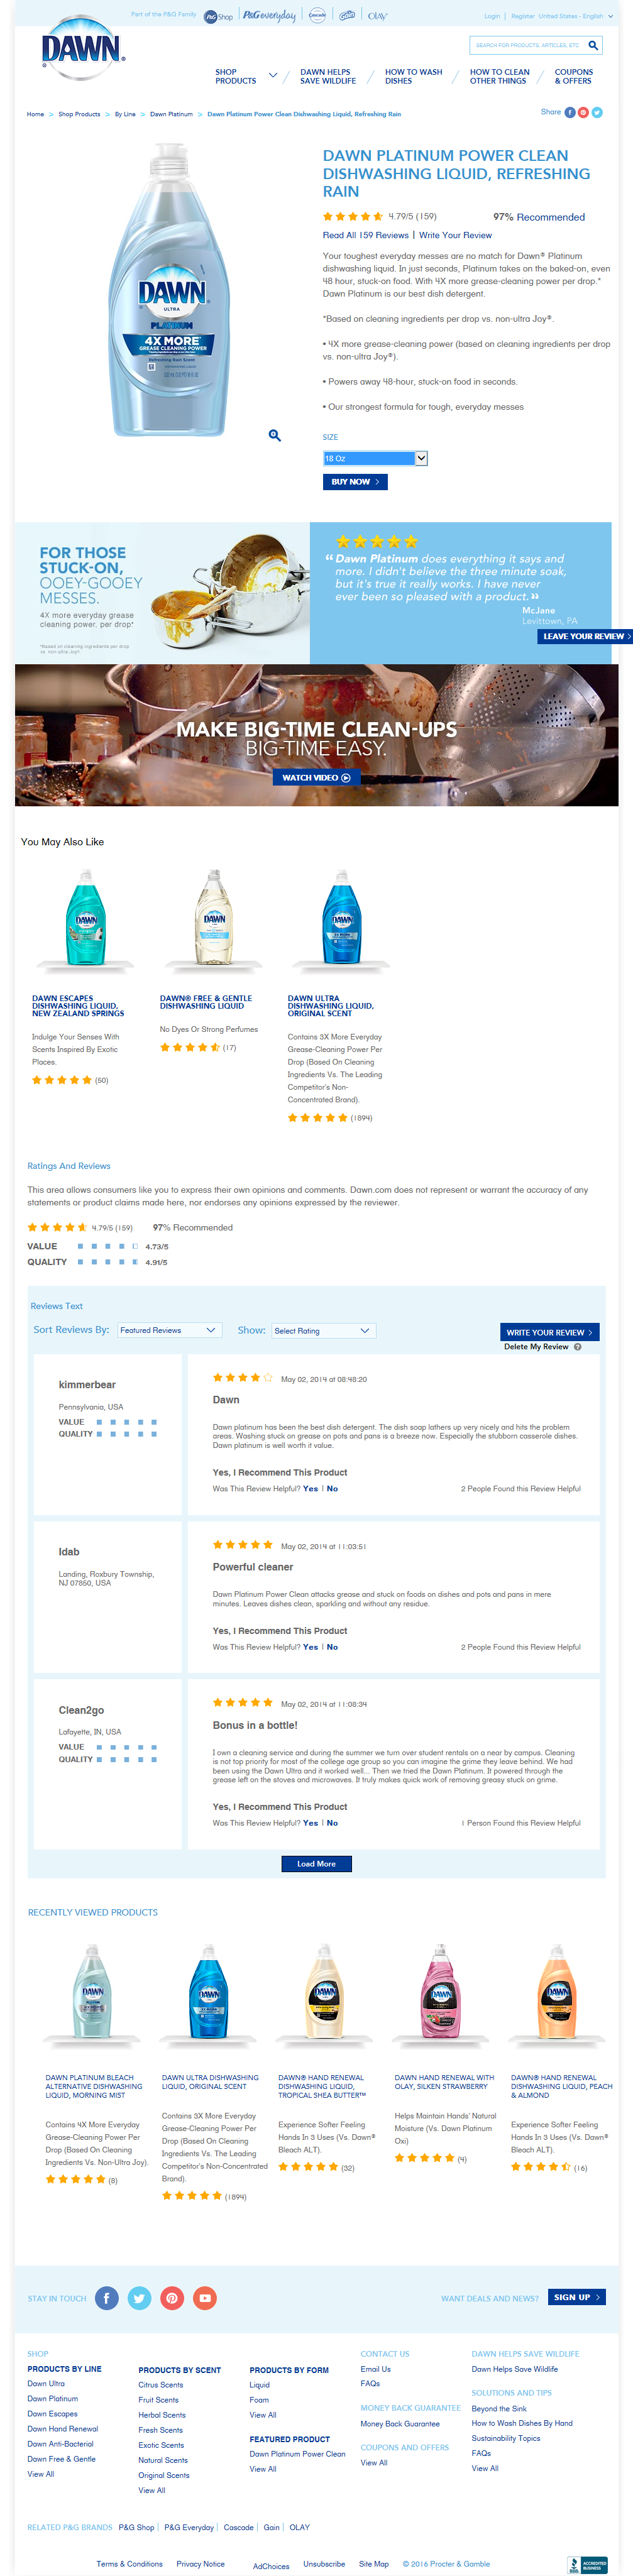 Part of the P&G Family
P&G Shop
P&G everyday
Cascade
Gain
OLAY
Login | Register United States - English
DAWN
SEARCH FOR PRODUCTS, ARTICLES, ETC
SHOP PRODUCTS
DAWN HELPS SAVE WILDLIFE
HOW TO WASH DISHES
HOW TO CLEAN OTHER THINGS
COUPONS & OFFERS
Home > Shop Products > By Line > Dawn Platinum > Dawn Platinum Power Clean Dishwashing Liquid, Refreshing Rain
Share
DAWN
ULTRA
PLATINUM
4X MORE
GREASE CLEANING POWER
DAWN PLATINUM POWER CLEAN
DISHWASHING LIQUID, REFRESHING
RAIN
4.79/5 (159)
97% Recommended
Read All 159 Reviews | Write Your Review
Your toughest everyday messes are no match for Dawn® Platinum
dishwashing liquid. In just seconds, Platinum takes on the baked-on, even
48 hour, stuck-on food. With 4X more grease-cleaning power per drop.*
Dawn Platinum is our best dish detergent.
*Based on cleaning ingredients per drop vs. non-ultra Joy®.
• 4X more grease-cleaning power (based on cleaning ingredients per drop
vs. non-ultra Joy®).
• Powers away 48-hour, stuck-on food in seconds.
• Our strongest formula for tough, everyday messes
SIZE
18 Oz
BUY NOW >
FOR THOSE
STUCK-ON,
OOEY-GOOEY
MESSES.
4X more everyday grease
cleaning power, per drop*
*Based on cleaning ingredients per drop
vs. non-ultra Joy®.
“ Dawn Platinum does everything it says and
more. I didn't believe the three minute soak,
but it's true it really works. I have never
ever been so pleased with a product.”
McJane
Levittown, PA
LEAVE YOUR REVIEW >
MAKE BIG-TIME CLEAN-UPS
BIG-TIME EASY.
WATCH VIDEO
You May Also Like
DAWN ESCAPES
DISHWASHING LIQUID,
NEW ZEALAND SPRINGS
Indulge Your Senses With
Scents Inspired By Exotic
Places.
(50)
DAWN® FREE & GENTLE
DISHWASHING LIQUID
No Dyes Or Strong Perfumes
(17)
DAWN ULTRA
DISHWASHING LIQUID,
ORIGINAL SCENT
Contains 3X More Everyday
Grease-Cleaning Power Per
Drop (Based On Cleaning
Ingredients Vs. The Leading
Competitor's Non-
Concentrated Brand).
(1894)
Ratings And Reviews
This area allows consumers like you to express their own opinions and comments. Dawn.com does not represent or warrant the accuracy of any
statements or product claims made here, nor endorses any opinions expressed by the reviewer.
4.79/5 (159)
97% Recommended
VALUE 4.73/5
QUALITY 4.91/5
Reviews Text
Sort Reviews By: Featured Reviews
Show: Select Rating
WRITE YOUR REVIEW >
Delete My Review ?
kimmerbear
Pennsylvania, USA
VALUE
QUALITY
May 02, 2014 at 08:48:20
Dawn
Dawn platinum has been the best dish detergent. The dish soap lathers up very nicely and hits the problem
areas. Washing stuck on grease on pots and pans is a breeze now. Especially the stubborn casserole dishes.
Dawn platinum is well worth it value.
Yes, I Recommend This Product
Was This Review Helpful? Yes | No
2 People Found this Review Helpful
Idab
Landing, Roxbury Township,
NJ 07850, USA
May 02, 2014 at 11:03:51
Powerful cleaner
Dawn Platinum Power Clean attacks grease and stuck on foods on dishes and pots and pans in mere
minutes. Leaves dishes clean, sparkling and without any residue.
Yes, I Recommend This Product
Was This Review Helpful? Yes | No
2 People Found this Review Helpful
Clean2go
Lafayette, IN, USA
VALUE
QUALITY
May 02, 2014 at 11:08:34
Bonus in a bottle!
I own a cleaning service and during the summer we turn over student rentals on a near by campus. Cleaning
is not top priority for most of the college age group so you can imagine the grime they leave behind. We had
been using the Dawn Ultra and it worked well... Then we tried the Dawn Platinum. It powered through the
grease left on the stoves and microwaves. It truly makes quick work of removing greasy stuck on grime.
Yes, I Recommend This Product
Was This Review Helpful? Yes | No
1 Person Found this Review Helpful
Load More
RECENTLY VIEWED PRODUCTS
DAWN PLATINUM BLEACH
ALTERNATIVE DISHWASHING
LIQUID, MORNING MIST
Contains 4X More Everyday
Grease-Cleaning Power Per
Drop (Based On Cleaning
Ingredients Vs. Non-Ultra Joy).
(8)
DAWN ULTRA DISHWASHING
LIQUID, ORIGINAL SCENT
Contains 3X More Everyday
Grease-Cleaning Power Per
Drop (Based On Cleaning
Ingredients Vs. The Leading
Competitor's Non-Concentrated
Brand).
(1894)
DAWN® HAND RENEWAL
DISHWASHING LIQUID,
TROPICAL SHEA BUTTER™
Experience Softer Feeling
Hands In 3 Uses (Vs. Dawn®
Bleach ALT).
(32)
DAWN HAND RENEWAL WITH
OLAY, SILKEN STRAWBERRY
Helps Maintain Hands' Natural
Moisture (Vs. Dawn Platinum
Oxi)
(4)
DAWN® HAND RENEWAL
DISHWASHING LIQUID, PEACH
& ALMOND
Experience Softer Feeling
Hands In 3 Uses (Vs. Dawn®
Bleach ALT).
(16)
STAY IN TOUCH
WANT DEALS AND NEWS?
SIGN UP >
SHOP
PRODUCTS BY LINE
Dawn Ultra
Dawn Platinum
Dawn Escapes
Dawn Hand Renewal
Dawn Anti-Bacterial
Dawn Free & Gentle
View All
PRODUCTS BY SCENT
Citrus Scents
Fruit Scents
Herbal Scents
Fresh Scents
Exotic Scents
Natural Scents
Original Scents
View All
PRODUCTS BY FORM
Liquid
Foam
View All
FEATURED PRODUCT
Dawn Platinum Power Clean
View All
CONTACT US
Email Us
FAQs
MONEY BACK GUARANTEE
Money Back Guarantee
COUPONS AND OFFERS
View All
DAWN HELPS SAVE WILDLIFE
Dawn Helps Save Wildlife
SOLUTIONS AND TIPS
Beyond the Sink
How to Wash Dishes By Hand
Sustainability Topics
FAQs
View All
RELATED P&G BRANDS P&G Shop | P&G Everyday | Cascade | Gain | OLAY
Terms & Conditions Privacy Notice AdChoices Unsubscribe Site Map © 2016 Procter & Gamble
BBB ACCREDITED BUSINESS